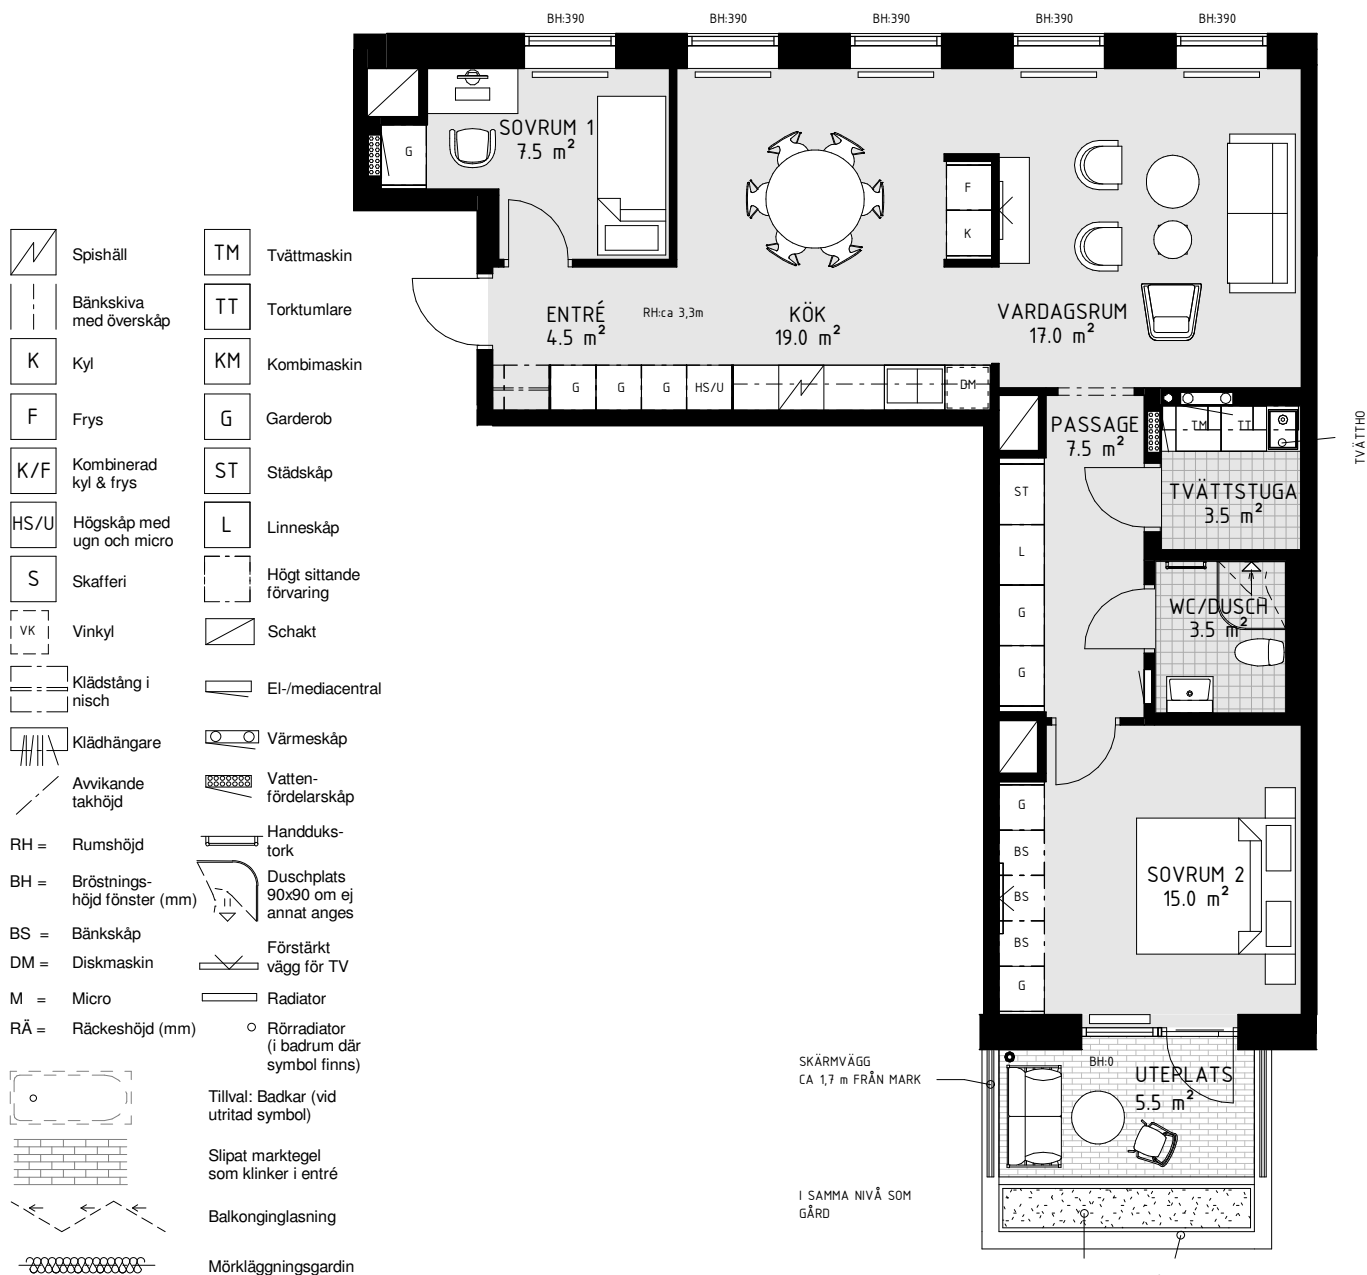 BH:390
BH:390
BH:390
BH:390
BH:390
SOVRUM 1
7.5 m²
G
F
K
ENTRÉ
4.5 m²
RH:ca 3,3m
KÖK
19.0 m²
VARDAGSRUM
17.0 m²
G
G
G
HS/U
DM
PASSAGE
7.5 m²
TM
TT
TVÄTTHO
TVÄTTSTUGA
3.5 m²
ST
L
G
G
WC/DUSCH
3.5 m²
G
BS
BS
BS
G
SOVRUM 2
15.0 m²
BH:0
UTEPLATS
5.5 m²
SKÄRMVÄGG
CA 1,7 m FRÅN MARK
I SAMMA NIVÅ SOM
GÅRD
Spishäll
Bänkskiva
med överskåp
K
Kyl
F
Frys
K/F
Kombinerad
kyl & frys
HS/U
Högskåp med
ugn och micro
S
Skafferi
VK
Vinkyl
Klädstång i
nisch
Klädhängare
Avvikande
takhöjd
RH =
Rumshöjd
BH =
Bröstnings-
höjd fönster (mm)
BS =
Bänkskåp
DM =
Diskmaskin
M =
Micro
RÄ =
Räckeshöjd (mm)
TM
Tvättmaskin
TT
Torktumlare
KM
Kombimaskin
G
Garderob
ST
Städskåp
L
Linneskåp
Högt sittande
förvaring
Schakt
El-/mediacentral
Värmeskåp
Vatten-
fördelarskåp
Handduks-
tork
Duschplats
90x90 om ej
annat anges
Förstärkt
vägg för TV
Radiator
Rörradiator
(i badrum där
symbol finns)
Tillval: Badkar (vid
utritad symbol)
Slipat marktegel
som klinker i entré
Balkonginglasning
Mörkläggningsgardin